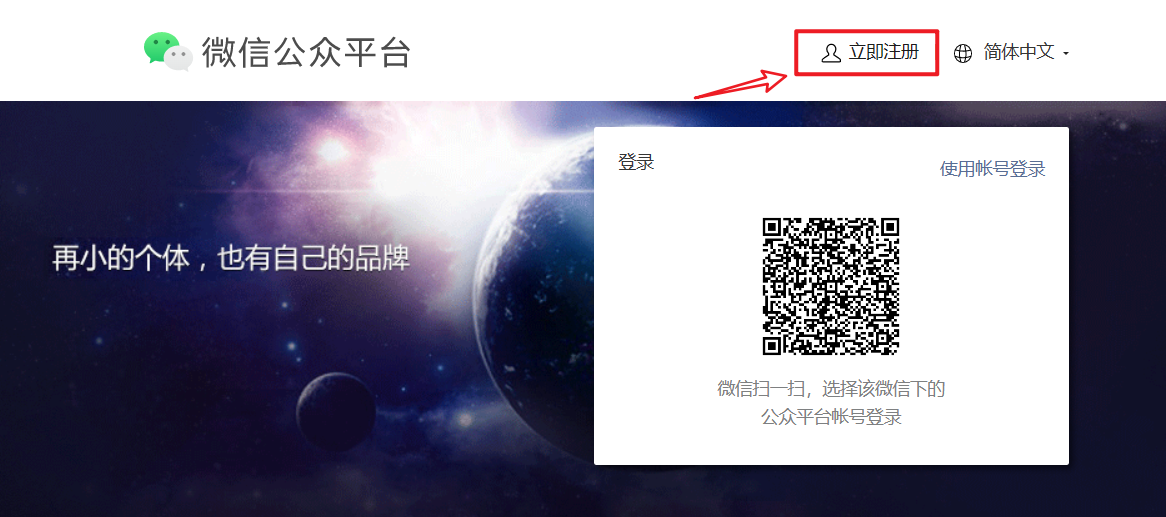 微信公众平台
立即注册
简体中文
登录
使用帐号登录
再小的个体，也有自己的品牌
微信扫一扫，选择该微信下的
公众平台帐号登录